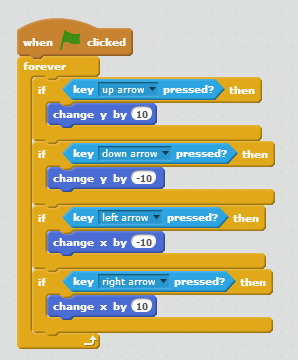 when clicked
forever
if key up arrow pressed? then
change y by 10
if key down arrow pressed? then
change y by -10
if key left arrow pressed? then
change x by -10
if key right arrow pressed? then
change x by 10